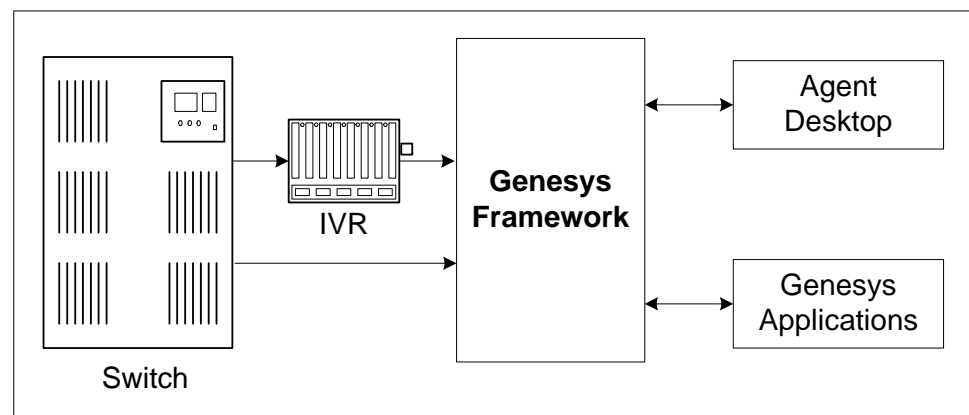 Switch
IVR
Genesys
Framework
Agent
Desktop
Genesys
Applications